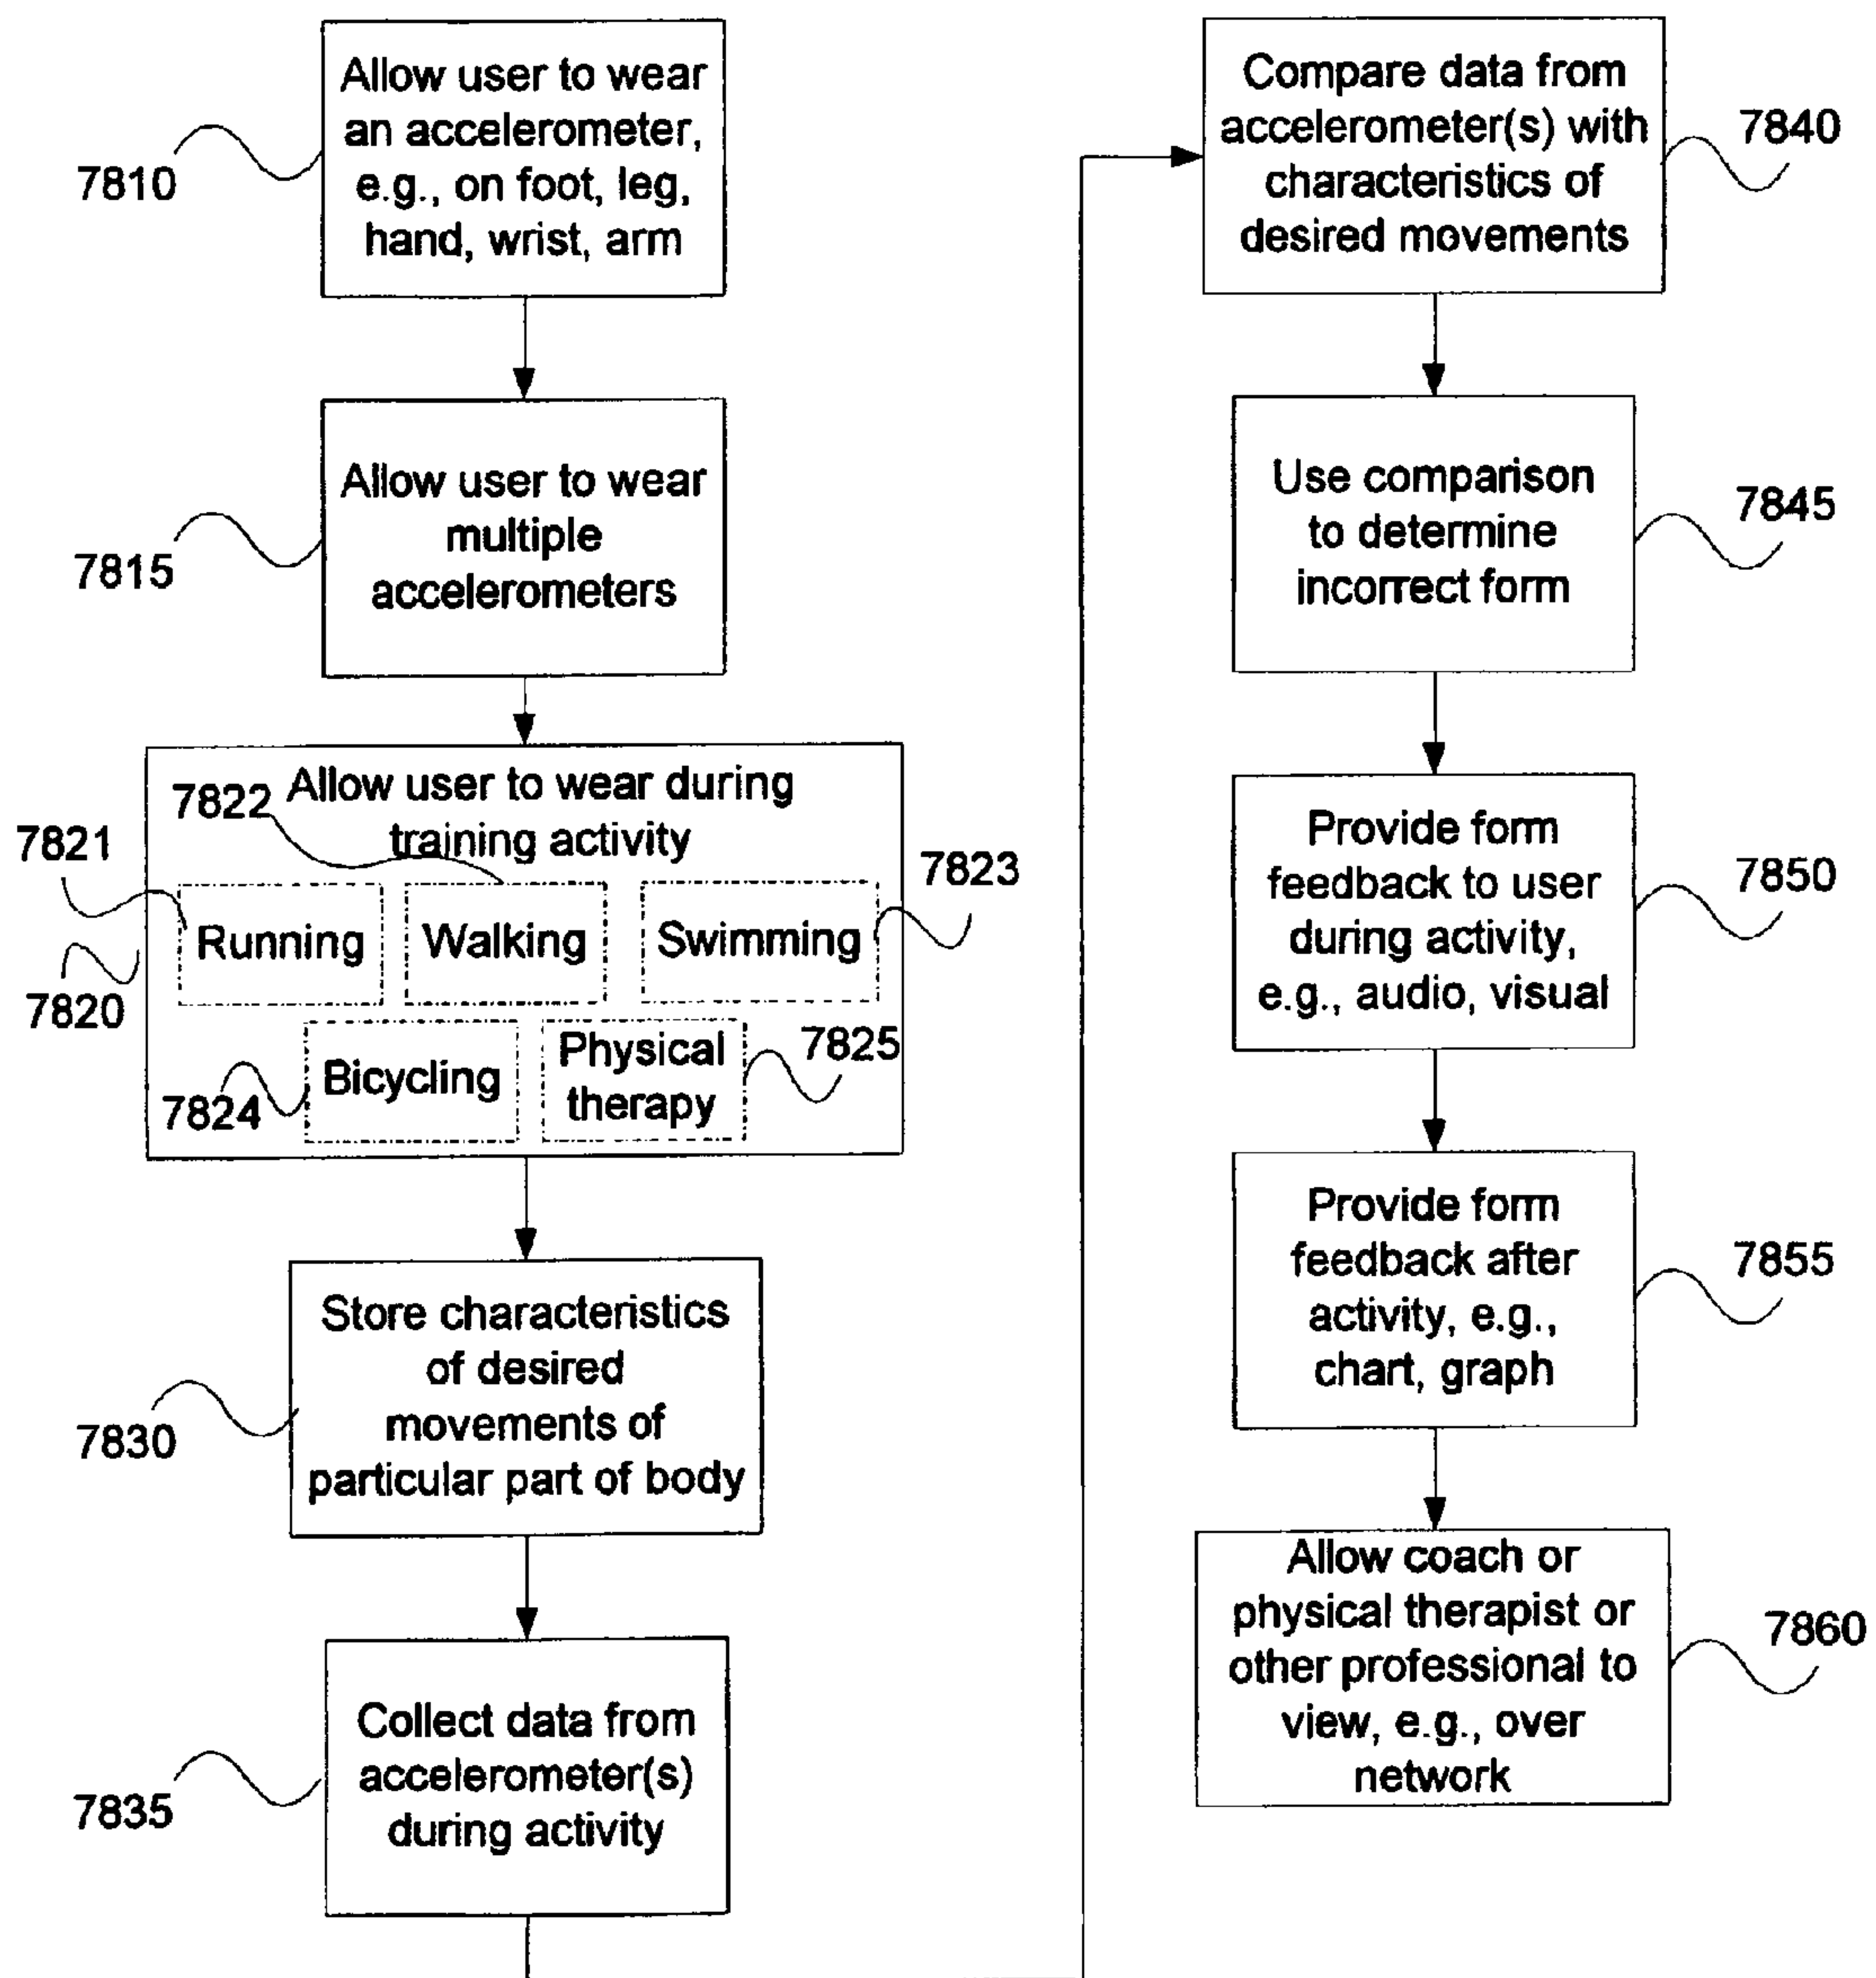 Allow user to wear
an accelerometer,
e.g., on foot, leg,
hand, wrist, arm
7810
Allow user to wear
multiple
accelerometers
7815
Allow user to wear during
training activity
7822
7821
7823
Running
Walking
Swimming
7820
Bicycling
Physical
therapy
7825
7824
Store characteristics
of desired
movements of
particular part of body
7830
Collect data from
accelerometer(s)
during activity
7835
Compare data from
accelerometer(s) with
characteristics of
desired movements
7840
Use comparison
to determine
incorrect form
7845
Provide form
feedback to user
during activity,
e.g., audio, visual
7850
Provide form
feedback after
activity, e.g.,
chart, graph
7855
Allow coach or
physical therapist or
other professional to
view, e.g., over
network
7860